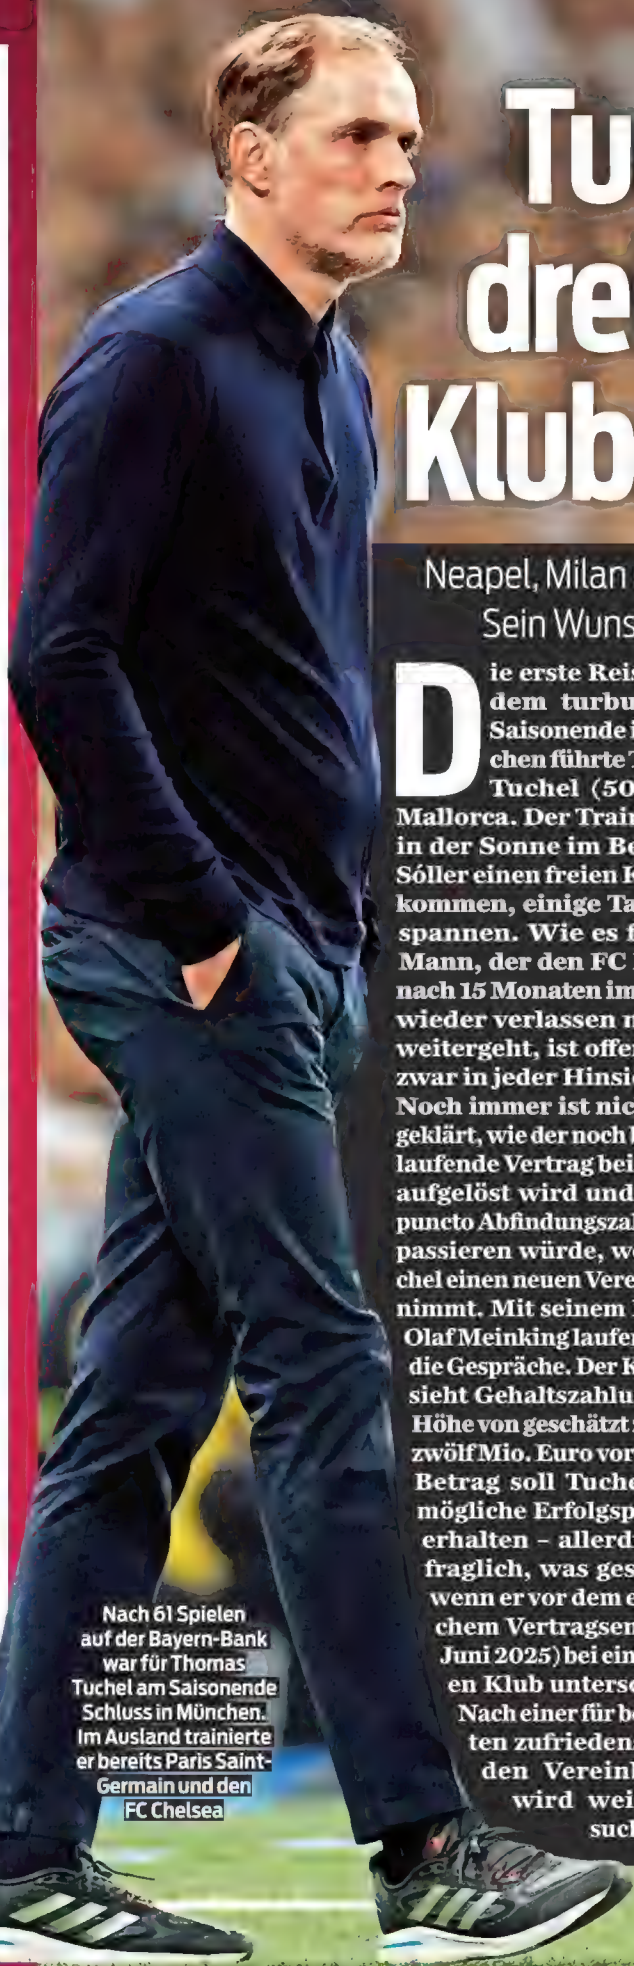 Tu
dre
Klub
Neapel, Milan
Sein Wuns
Die erste Reis
dem turbu
Saisonende i
chen führte T
Tuchel (50
Mallorca. Der Train
in der Sonne im Be
Sóller einen freien K
kommen, einige Ta
spannen. Wie es f
Mann, der den FC
nach 15 Monaten im
wieder verlassen
weitergeht, ist offe
zwar in jeder Hinsi
Noch immer ist nic
geklärt, wie der noch
laufende Vertrag bei
aufgelöst wird und
puncto Abfindungszal
passieren würde, we
chel einen neuen Vere
nimmt. Mit seinem
Olaf Meinking laufe
die Gespräche. Der K
sieht Gehaltszahlu
Höhe von geschätzt
zwölf Mio. Euro vor
Betrag soll Tuche
mögliche Erfolgsp
erhalten – allerd
fraglich, was ges
wenn er vor dem e
chem Vertragsen
Juni 2025) bei ein
en Klub untersc
Nach einer für be
ten zufrieden
den Vereinl
wird wei
such
Nach 61 Spielen
auf der Bayern-Bank
war für Thomas
Tuchel am Saisonende
Schluss in München.
Im Ausland trainierte
er bereits Paris Saint-
Germain und den
FC Chelsea